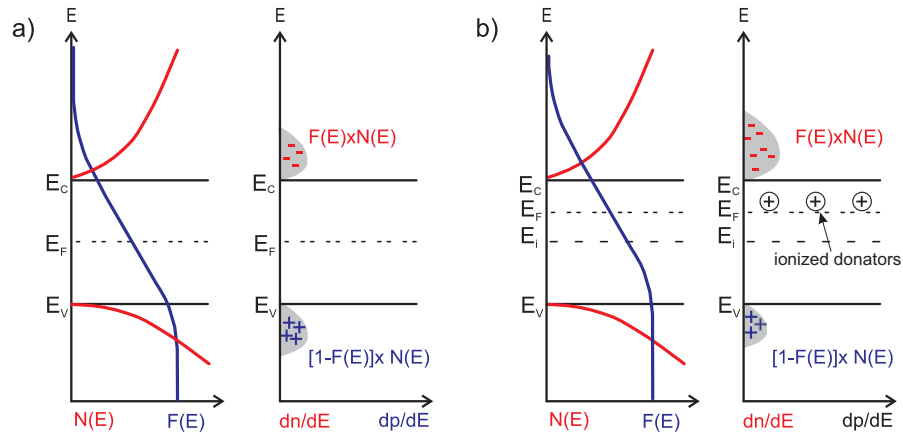 a)
E
E
F(E)xN(E)
E_C
E_C
E_F
E_F
E_V
E_V
[1-F(E)]x N(E)
N(E)
F(E)
dn/dE
dp/dE
b)
E
E
F(E)xN(E)
E_C
E_C
E_F
E_F
E_i
E_i
ionized donators
E_V
E_V
[1-F(E)]x N(E)
N(E)
F(E)
dn/dE
dp/dE